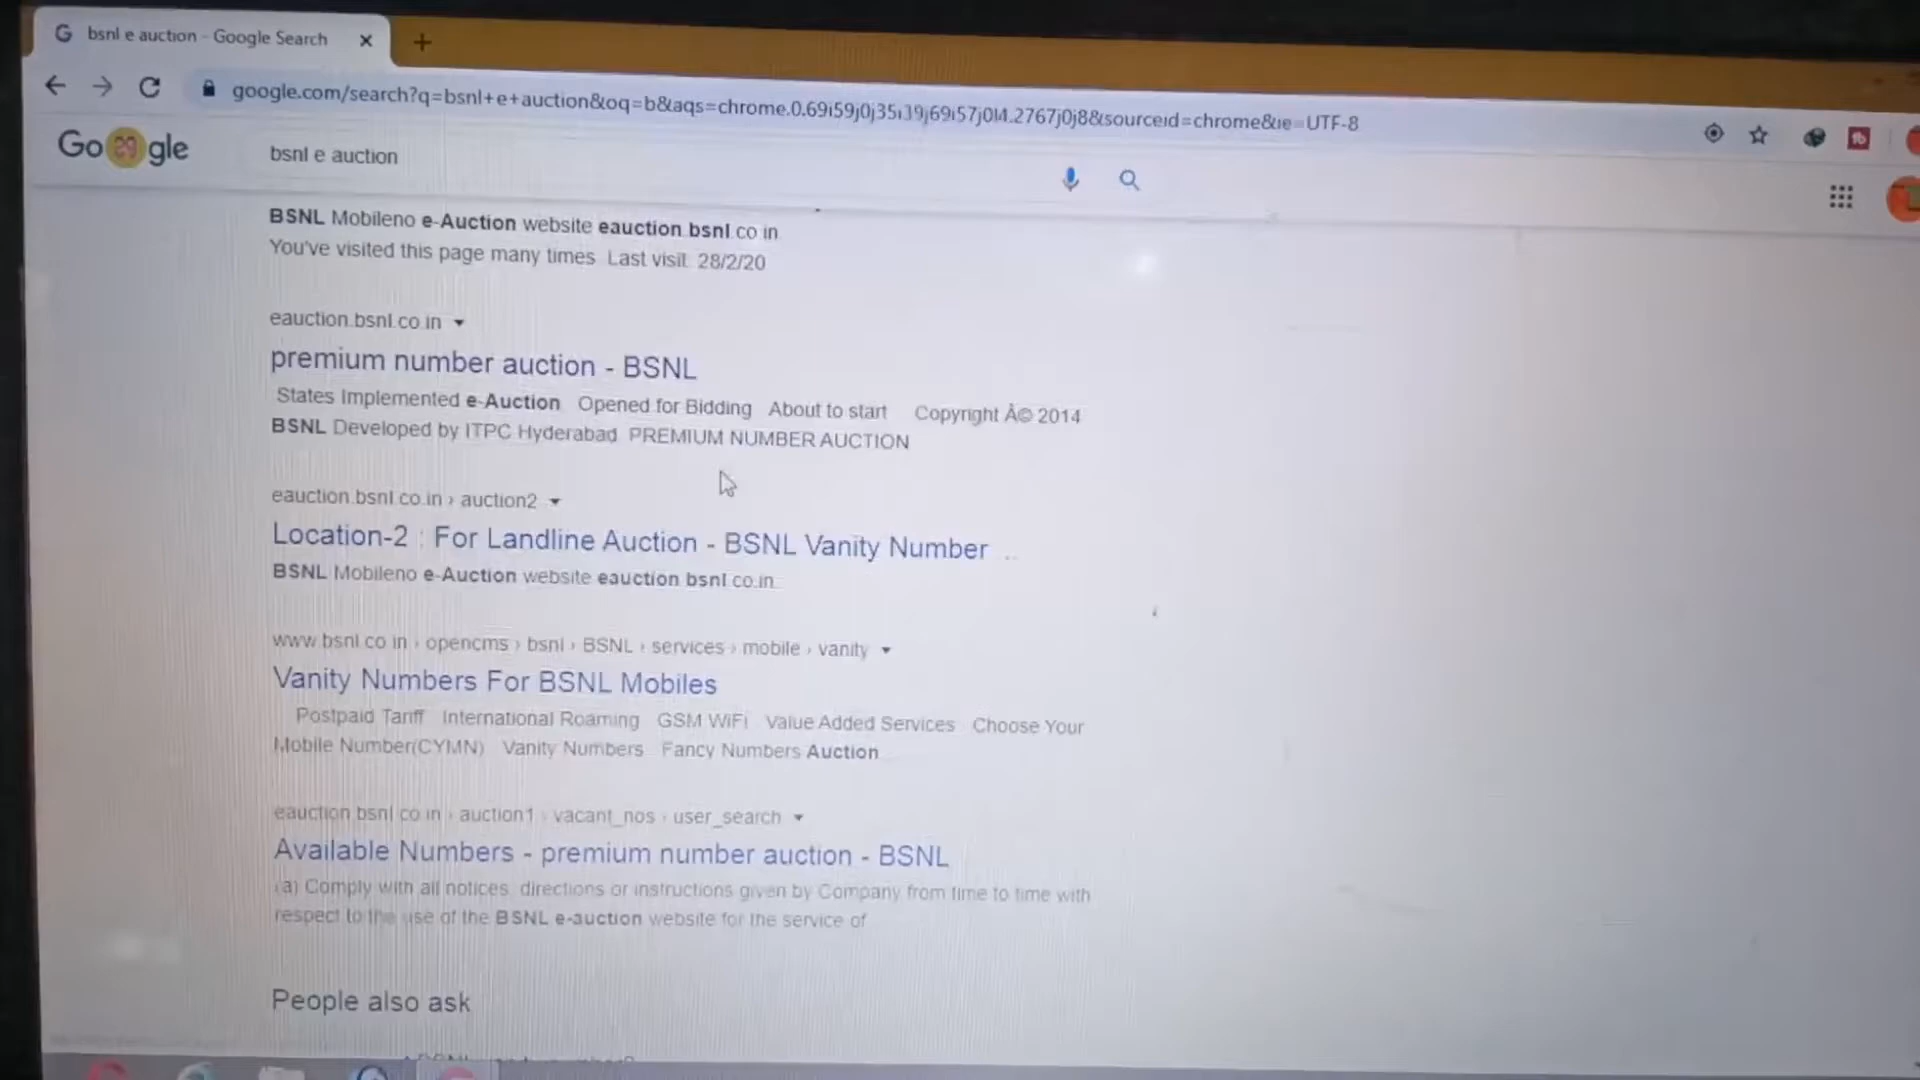 bsnl e auction - Google Search
google.com/search?q=bsnl+e+auction&oq=b&aqs=chrome.0.69i59j0j35i39j69i57j0l4.2767j0j8&sourceid=chrome&ie=UTF-8
Google
bsnl e auction
BSNL Mobileno e-Auction website eauction bsnl co in
You've visited this page many times Last visit: 28/2/20
eauction.bsnl.co.in
premium number auction - BSNL
States Implemented e-Auction Opened for Bidding About to start Copyright Â© 2014
BSNL Developed by ITPC Hyderabad PREMIUM NUMBER AUCTION
eauction.bsnl.co.in › auction2
Location-2 : For Landline Auction - BSNL Vanity Number ...
BSNL Mobileno e-Auction website eauction bsnl co.in
www.bsnl.co.in › opencms › bsnl › BSNL › services › mobile › vanity
Vanity Numbers For BSNL Mobiles
Postpaid Tariff International Roaming GSM WiFi Value Added Services Choose Your
Mobile Number(CYMN) Vanity Numbers Fancy Numbers Auction
eauction.bsnl.co.in › auction1 › vacant_nos › user_search
Available Numbers - premium number auction - BSNL
(a) Comply with all notices, directions or instructions given by Company from time to time with
respect to the use of the BSNL e-auction website for the service of
People also ask